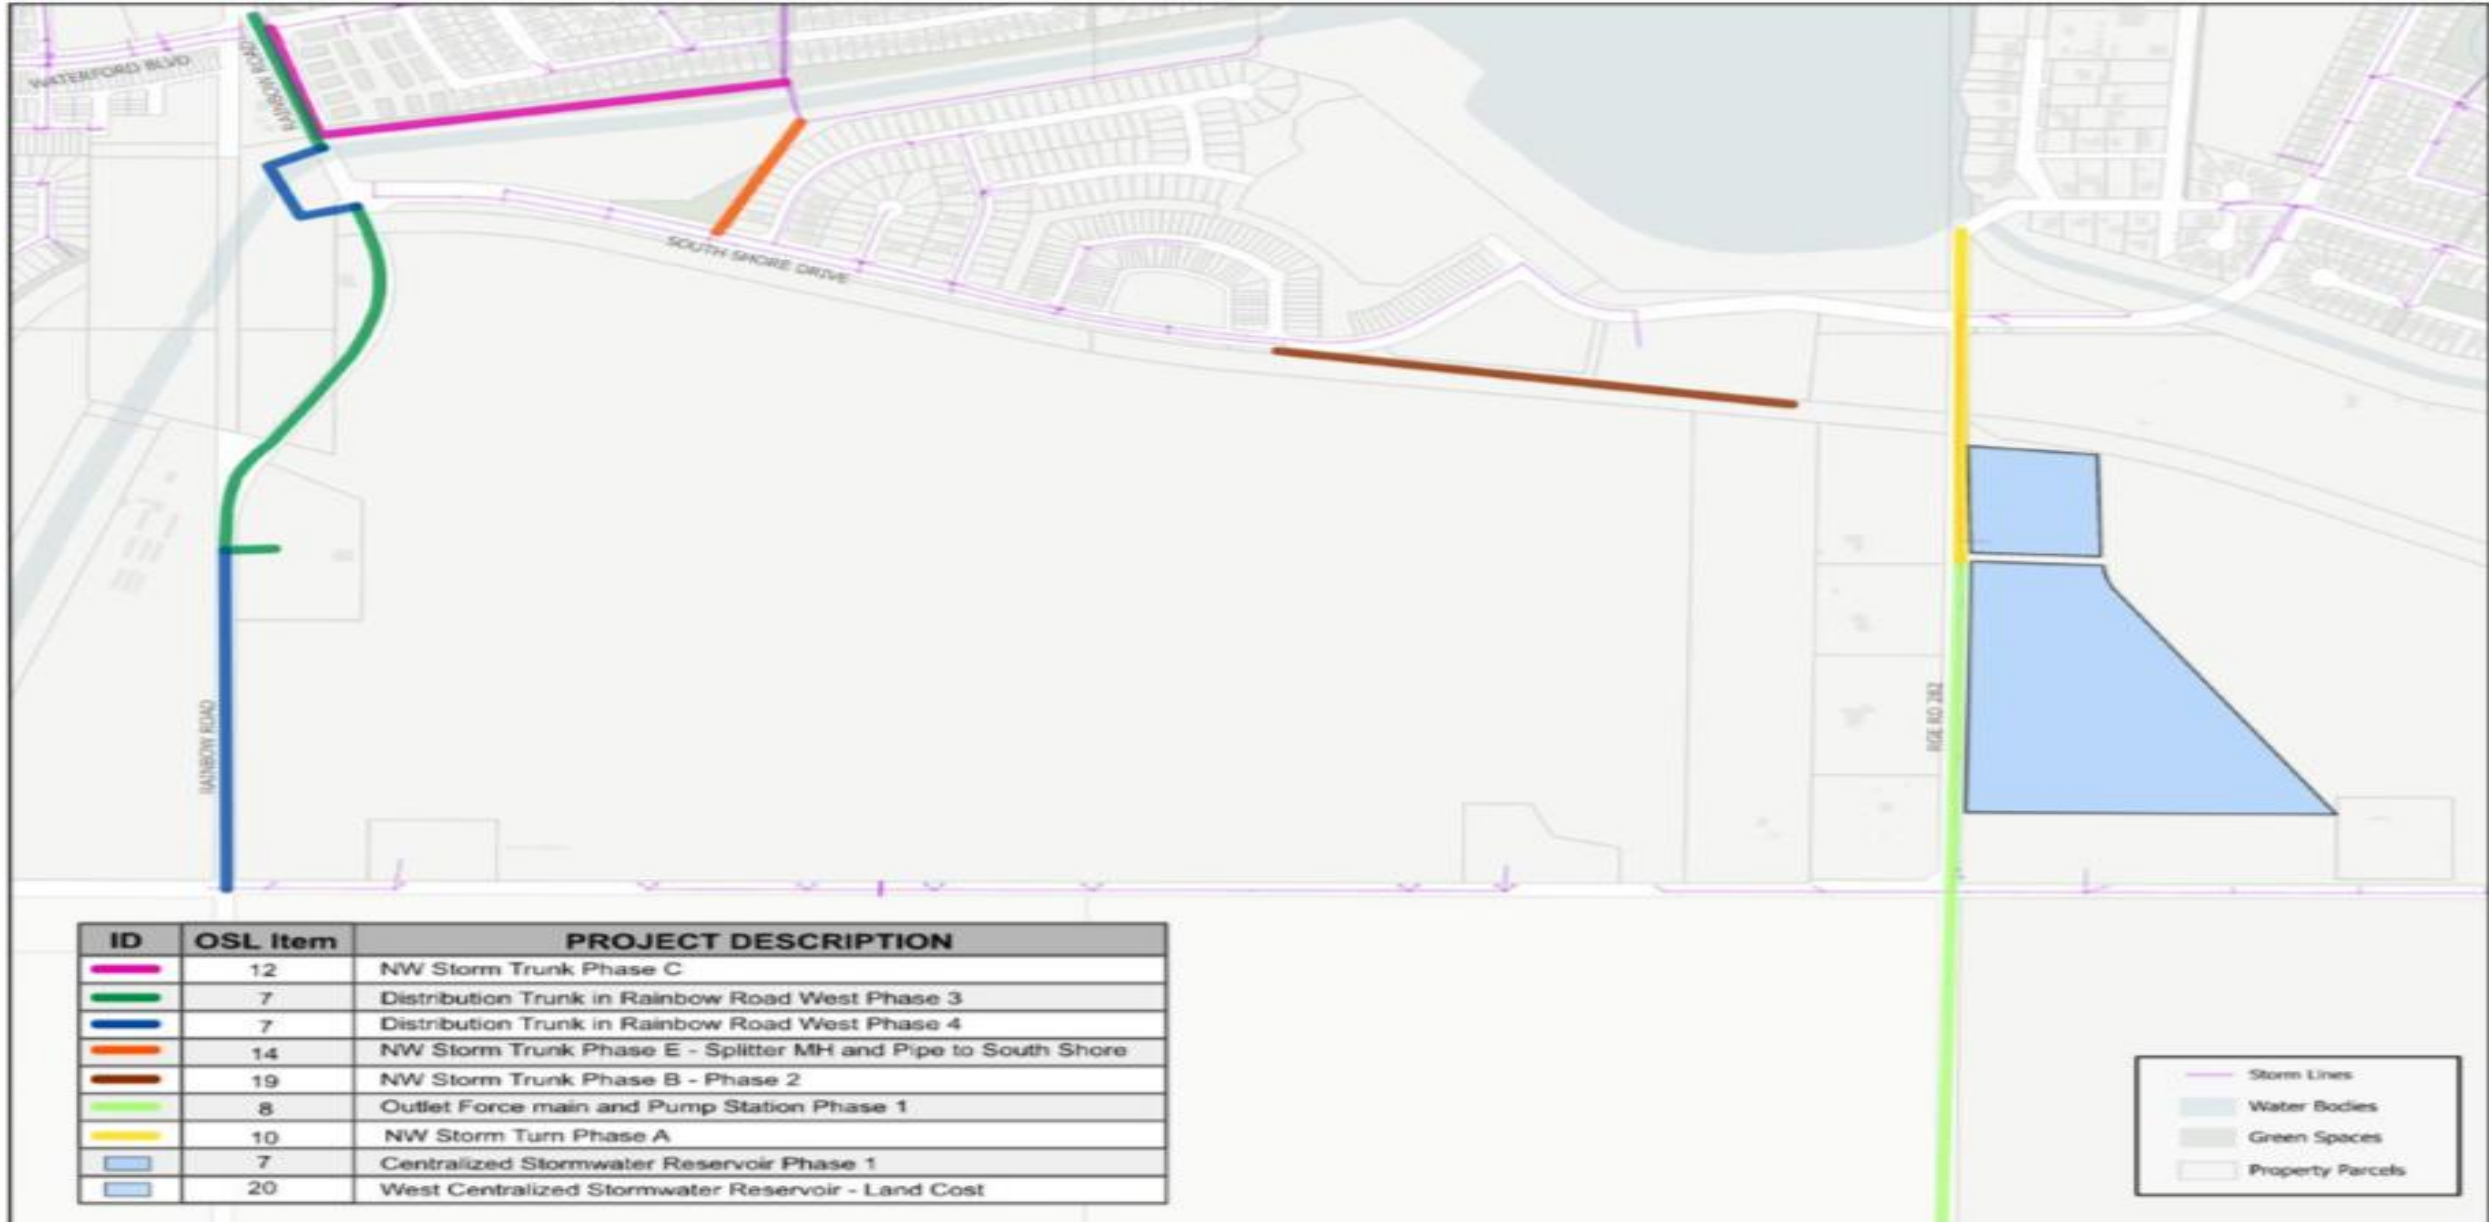 WATERFORD BLVD
RAINBOW ROAD
SOUTH SHORE DRIVE
RAINBOW ROAD
RGE RD 282
ID OSL Item PROJECT DESCRIPTION
12 NW Storm Trunk Phase C
7 Distribution Trunk in Rainbow Road West Phase 3
7 Distribution Trunk in Rainbow Road West Phase 4
14 NW Storm Trunk Phase E - Splitter MH and Pipe to South Shore
19 NW Storm Trunk Phase B - Phase 2
8 Outlet Force main and Pump Station Phase 1
10 NW Storm Turn Phase A
7 Centralized Stormwater Reservoir Phase 1
20 West Centralized Stormwater Reservoir - Land Cost
Storm Lines
Water Bodies
Green Spaces
Property Parcels